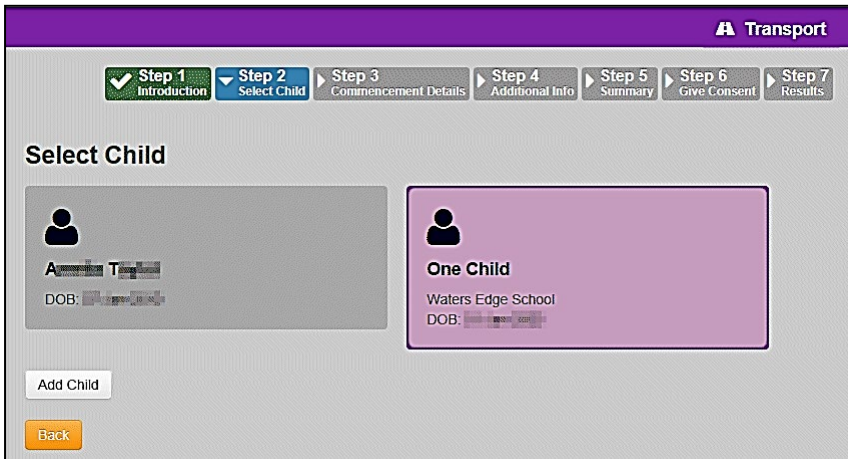 Transport
Step 1
Introduction
Step 2
Select Child
Step 3
Commencement Details
Step 4
Additional Info
Step 5
Summary
Step 6
Give Consent
Step 7
Results
Select Child
DOB:
One Child
Waters Edge School
DOB:
Add Child
Back